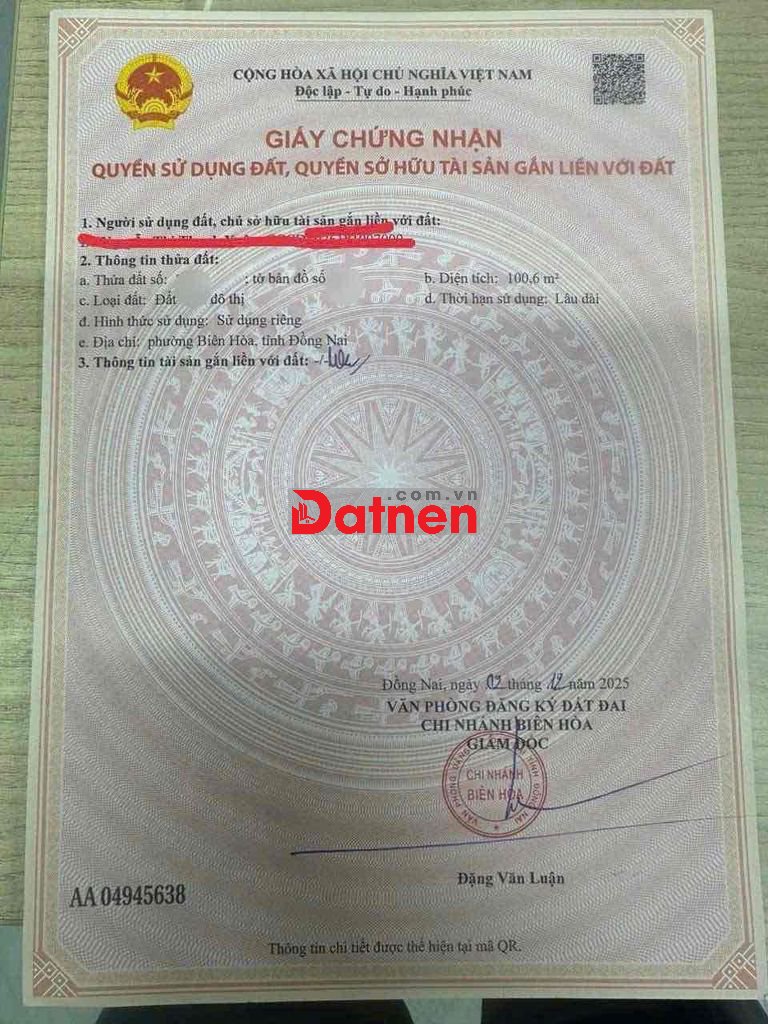 CỘNG HÒA XÃ HỘI CHỦ NGHĨA VIỆT NAM
Độc lập - Tự do - Hạnh phúc
GIẤY CHỨNG NHẬN
QUYỀN SỬ DỤNG ĐẤT, QUYỀN SỞ HỮU TÀI SẢN GẮN LIỀN VỚI ĐẤT
1. Người sử dụng đất, chủ sở hữu tài sản gắn liền với đất:
2. Thông tin thửa đất:
a. Thửa đất số: ; tờ bản đồ số b. Diện tích: 100,6 m²
c. Loại đất: Đất đô thị d. Thời hạn sử dụng: Lâu dài
đ. Hình thức sử dụng: Sử dụng riêng
e. Địa chỉ: phường Biên Hòa, tỉnh Đồng Nai
3. Thông tin tài sản gắn liền với đất: -/-
.com.vn
Datnen
Đồng Nai, ngày 02 tháng 12 năm 2025
VĂN PHÒNG ĐĂNG KÝ ĐẤT ĐAI
CHI NHÁNH BIÊN HÒA
GIÁM ĐỐC
CHI NHÁNH
BIÊN HÒA
Đặng Văn Luận
AA 04945638
Thông tin chi tiết được thể hiện tại mã QR.